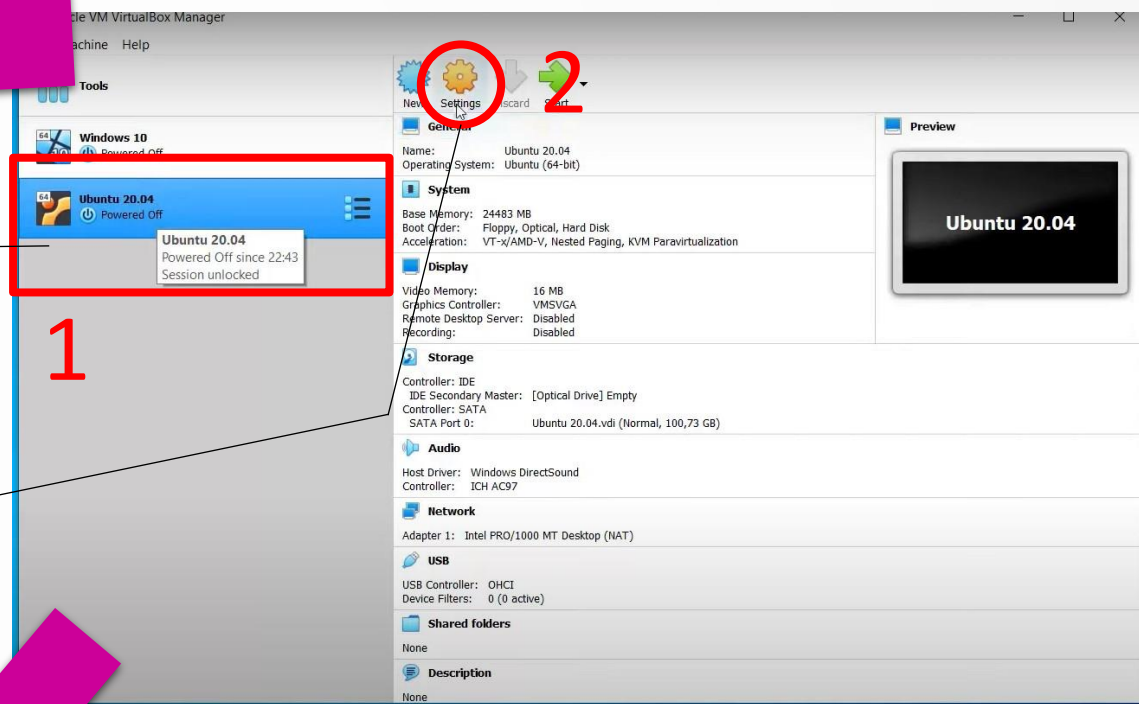 cle VM VirtualBox Manager
achine Help
Tools
New Settings iscard Start
2
64 Windows 10
Powered Off
64 Ubuntu 20.04
Powered Off
Ubuntu 20.04
Powered Off since 22:43
Session unlocked
1
General
Name: Ubuntu 20.04
Operating System: Ubuntu (64-bit)
System
Base Memory: 24483 MB
Boot Order: Floppy, Optical, Hard Disk
Acceleration: VT-x/AMD-V, Nested Paging, KVM Paravirtualization
Display
Video Memory: 16 MB
Graphics Controller: VMSVGA
Remote Desktop Server: Disabled
Recording: Disabled
Storage
Controller: IDE
IDE Secondary Master: [Optical Drive] Empty
Controller: SATA
SATA Port 0: Ubuntu 20.04.vdi (Normal, 100,73 GB)
Audio
Host Driver: Windows DirectSound
Controller: ICH AC97
Network
Adapter 1: Intel PRO/1000 MT Desktop (NAT)
USB
USB Controller: OHCI
Device Filters: 0 (0 active)
Shared folders
None
Description
None
Preview
Ubuntu 20.04